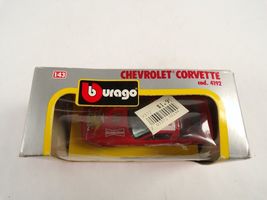 1:43
CHEVROLET CORVETTE
cod. 4192
burago